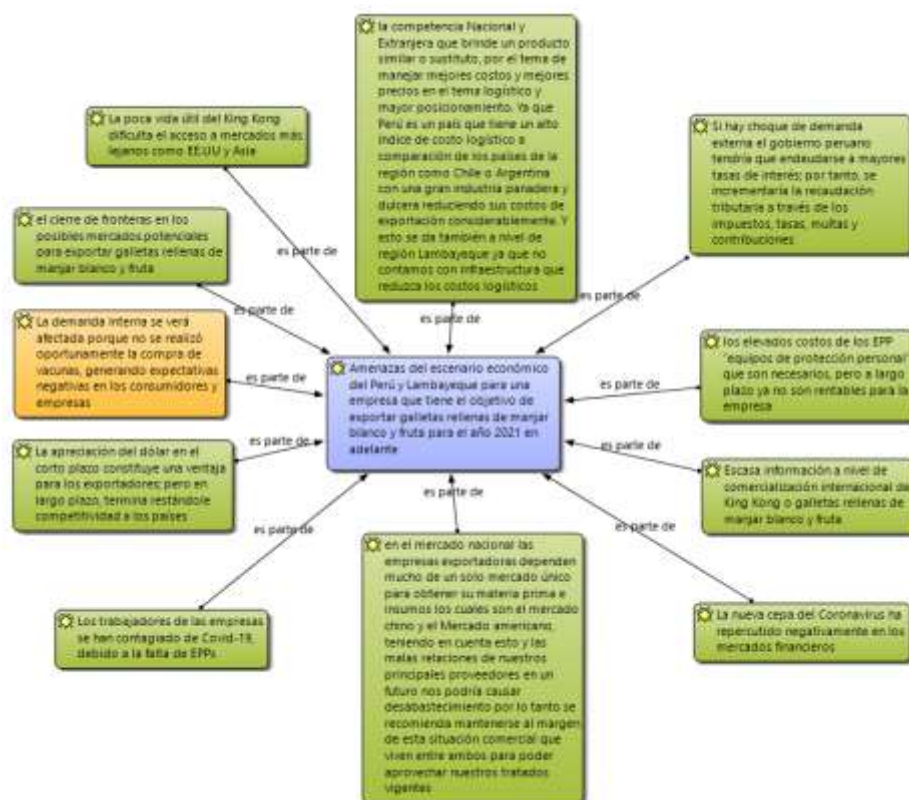 la competencia Nacional y
Extranjera que brinde un producto
similar o sustituto, por el tema de
manejar mejores costos y mejores
precios en el tema logístico y
mayor posicionamiento. Ya que
Perú es un país que tiene un alto
índice de costo logístico a
comparación de los países de la
región como Chile o Argentina
con una gran industria panadera y
dulcera reduciendo sus costos de
exportación considerablemente. Y
esto se da también a nivel de
región Lambayeque ya que no
contamos con infraestructura que
reduzca los costos logísticos
La poca vida útil del King Kong
dificulta el acceso a mercados más
lejanos como EE.UU y Asia
Si hay choque de demanda
externa el gobierno peruano
tendría que endeudarse a mayores
tasas de interés; por tanto, se
incrementaría la recaudación
tributaria a través de los
impuestos, tasas, multas y
contribuciones
el cierre de fronteras en los
posibles mercados potenciales
para exportar galletas rellenas de
manjar blanco y fruta
es parte de
es parte de
es parte de
es parte de
La demanda interna se verá
afectada porque no se realizó
oportunamente la compra de
vacunas, generando expectativas
negativas en los consumidores y
empresas
es parte de
Amenazas del escenario económico
del Perú y Lambayeque para una
empresa que tiene el objetivo de
exportar galletas rellenas de manjar
blanco y fruta para el año 2021 en
adelante
es parte de
los elevados costos de los EPP
"equipos de protección personal"
que son necesarios, pero a largo
plazo ya no son rentables para la
empresa
La apreciación del dólar en el
corto plazo constituye una ventaja
para los exportadores; pero en
largo plazo, termina restándole
competitividad a los países
es parte de
es parte de
Escasa información a nivel de
comercialización internacional de
King Kong o galletas rellenas de
manjar blanco y fruta
es parte de
es parte de
es parte de
en el mercado nacional las
empresas exportadoras dependen
mucho de un solo mercado único
para obtener su materia prima e
insumos los cuales son el mercado
chino y el Mercado americano,
teniendo en cuenta esto y las
malas relaciones de nuestros
principales proveedores en un
futuro nos podría causar
desabastecimiento por lo tanto se
recomienda mantenerse al margen
de esta situación comercial que
viven entre ambos para poder
aprovechar nuestros tratados
vigentes
Los trabajadores de las empresas
se han contagiado de Covid-19,
debido a la falta de EPPs
La nueva cepa del Coronavirus ha
repercutido negativamente en los
mercados financieros